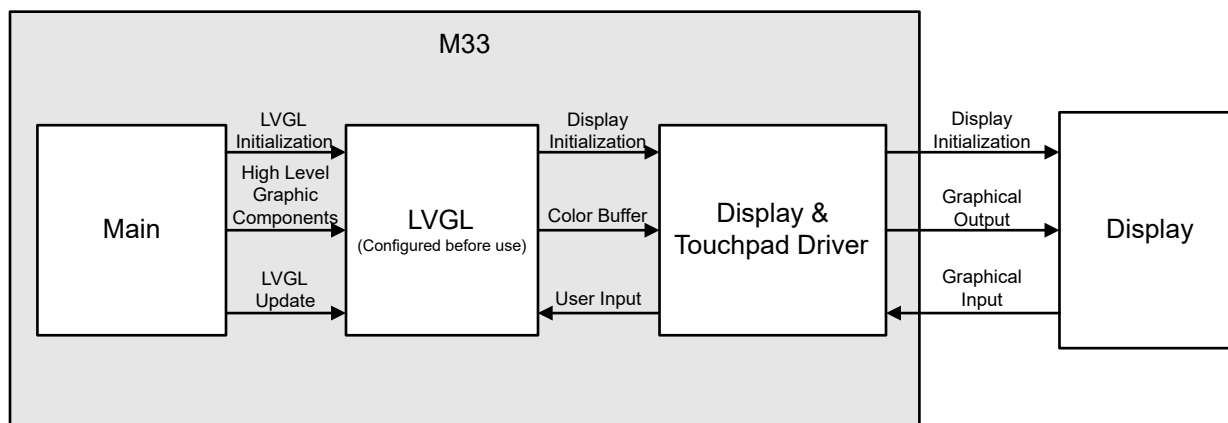 M33
Main
LVGL
Initialization
High Level
Graphic
Components
LVGL
Update
LVGL
(Configured before use)
Display
Initialization
Color Buffer
User Input
Display &
Touchpad Driver
Display
Initialization
Graphical
Output
Graphical
Input
Display